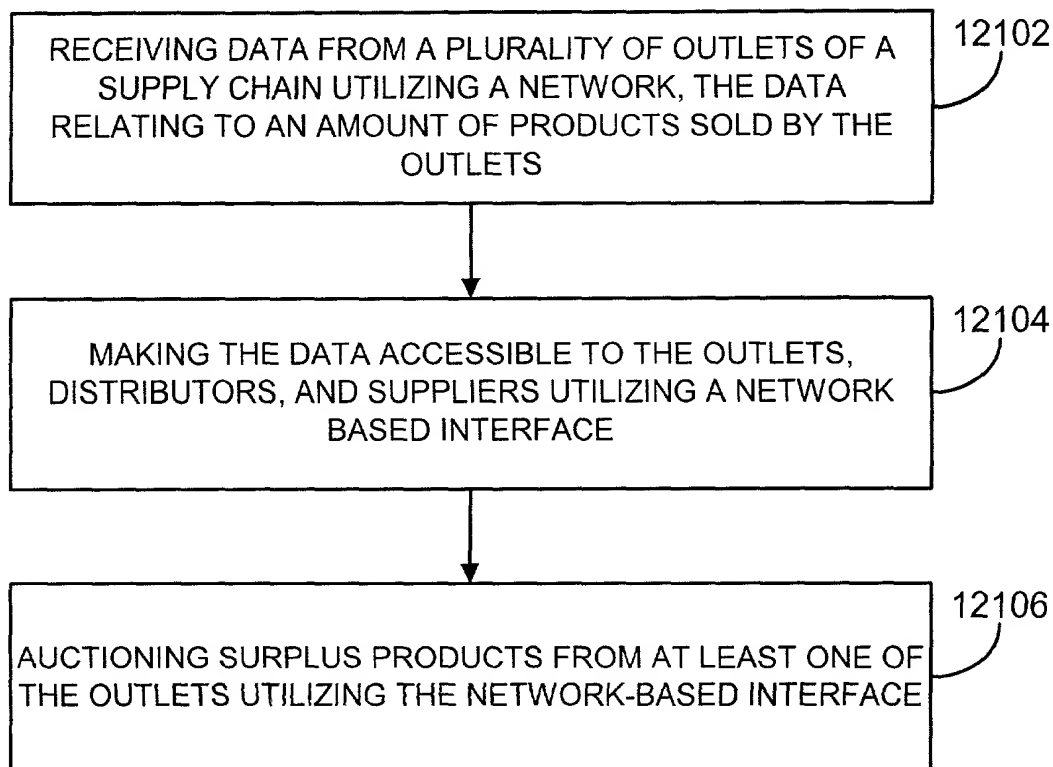 RECEIVING DATA FROM A PLURALITY OF OUTLETS OF A
SUPPLY CHAIN UTILIZING A NETWORK, THE DATA
RELATING TO AN AMOUNT OF PRODUCTS SOLD BY THE
OUTLETS
12102
MAKING THE DATA ACCESSIBLE TO THE OUTLETS,
DISTRIBUTORS, AND SUPPLIERS UTILIZING A NETWORK
BASED INTERFACE
12104
AUCTIONING SURPLUS PRODUCTS FROM AT LEAST ONE OF
THE OUTLETS UTILIZING THE NETWORK-BASED INTERFACE
12106